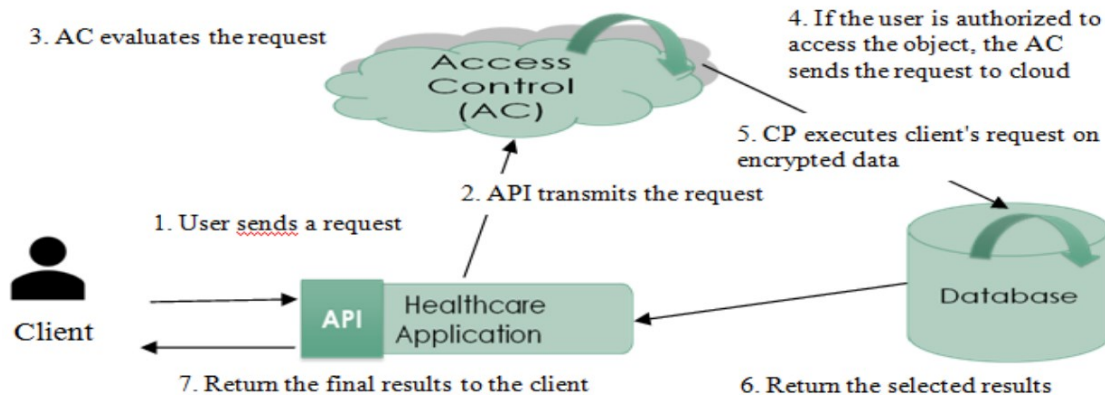 3. AC evaluates the request
Access
Control
(AC)
4. If the user is authorized to
access the object, the AC
sends the request to cloud
5. CP executes client's request on
encrypted data
2. API transmits the request
1. User sends a request
Client
API
Healthcare
Application
Database
7. Return the final results to the client
6. Return the selected results